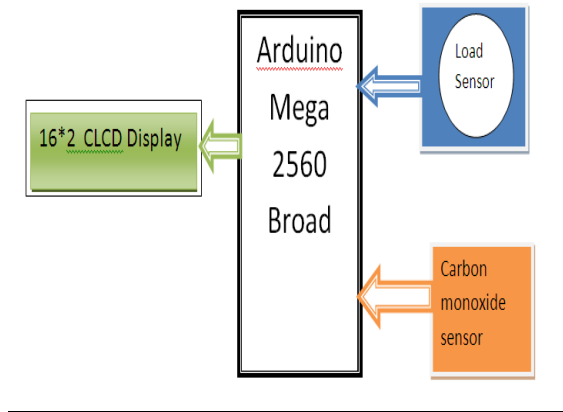 16*2 CLCD Display
Arduino
Mega
2560
Broad
Load
Sensor
Carbon
monoxide
sensor